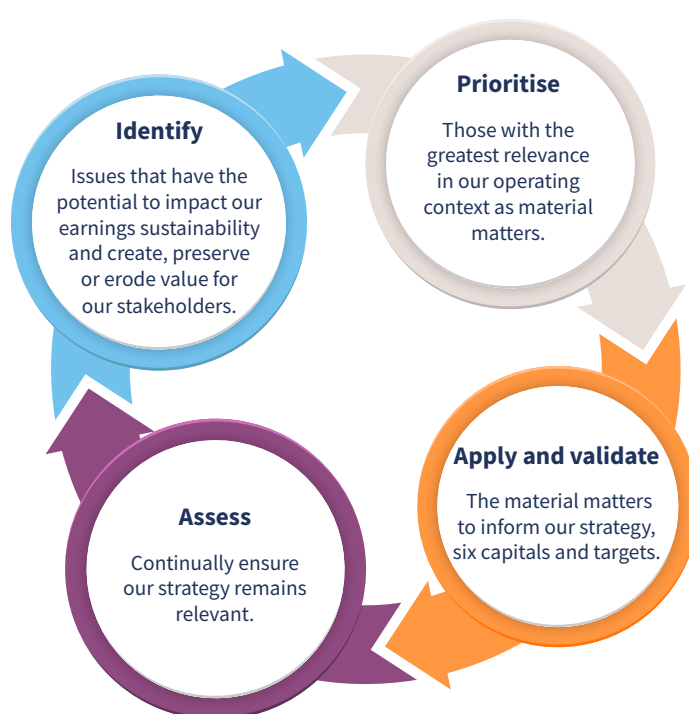 Identify
Issues that have the
potential to impact our
earnings sustainability
and create, preserve
or erode value for
our stakeholders.
Prioritise
Those with the
greatest relevance
in our operating
context as material
matters.
Apply and validate
The material matters
to inform our strategy,
six capitals and targets.
Assess
Continually ensure
our strategy remains
relevant.